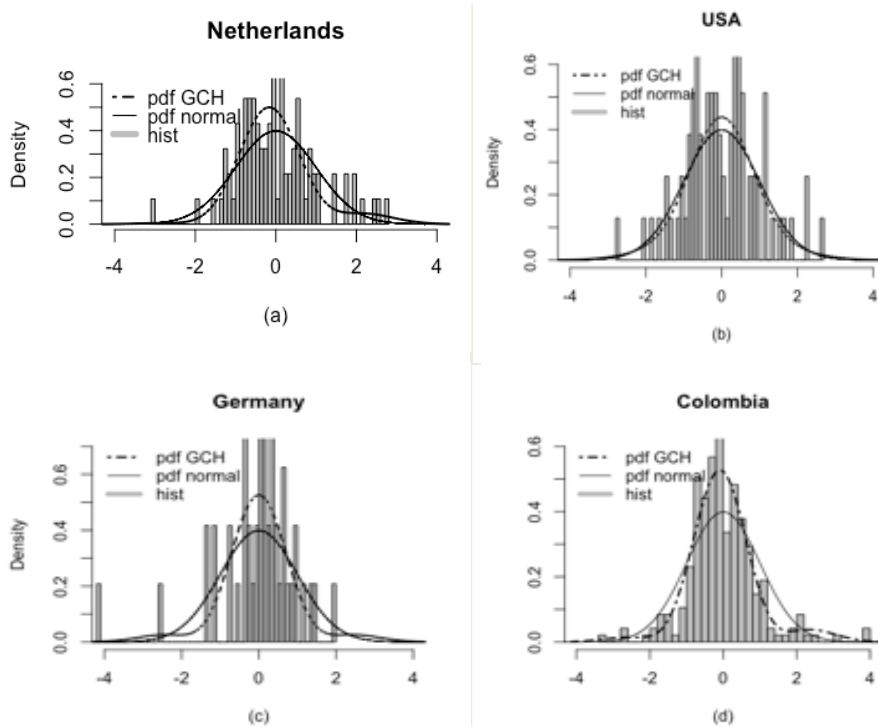 Netherlands
0.6
pdf GCH
pdf normal
hist
0.4
0.2
0.0
Density
-4 -2 0 2 4
(a)
USA
0.6
pdf GCH
pdf normal
hist
0.4
0.2
0.0
Density
-4 -2 0 2 4
(b)
Germany
pdf GCH
pdf normal
hist
0.6
0.4
0.2
0.0
Density
-4 -2 0 2 4
(c)
Colombia
0.6
pdf GCH
pdf normal
hist
0.4
0.2
0.0
Density
-4 -2 0 2 4
(d)